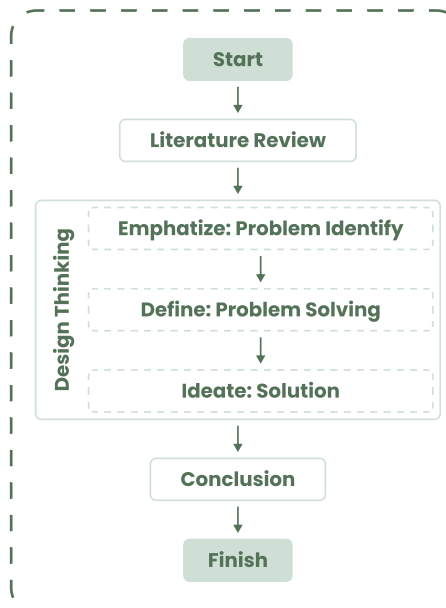 Start
Literature Review
Design Thinking
Emphatize: Problem Identify
Define: Problem Solving
Ideate: Solution
Conclusion
Finish